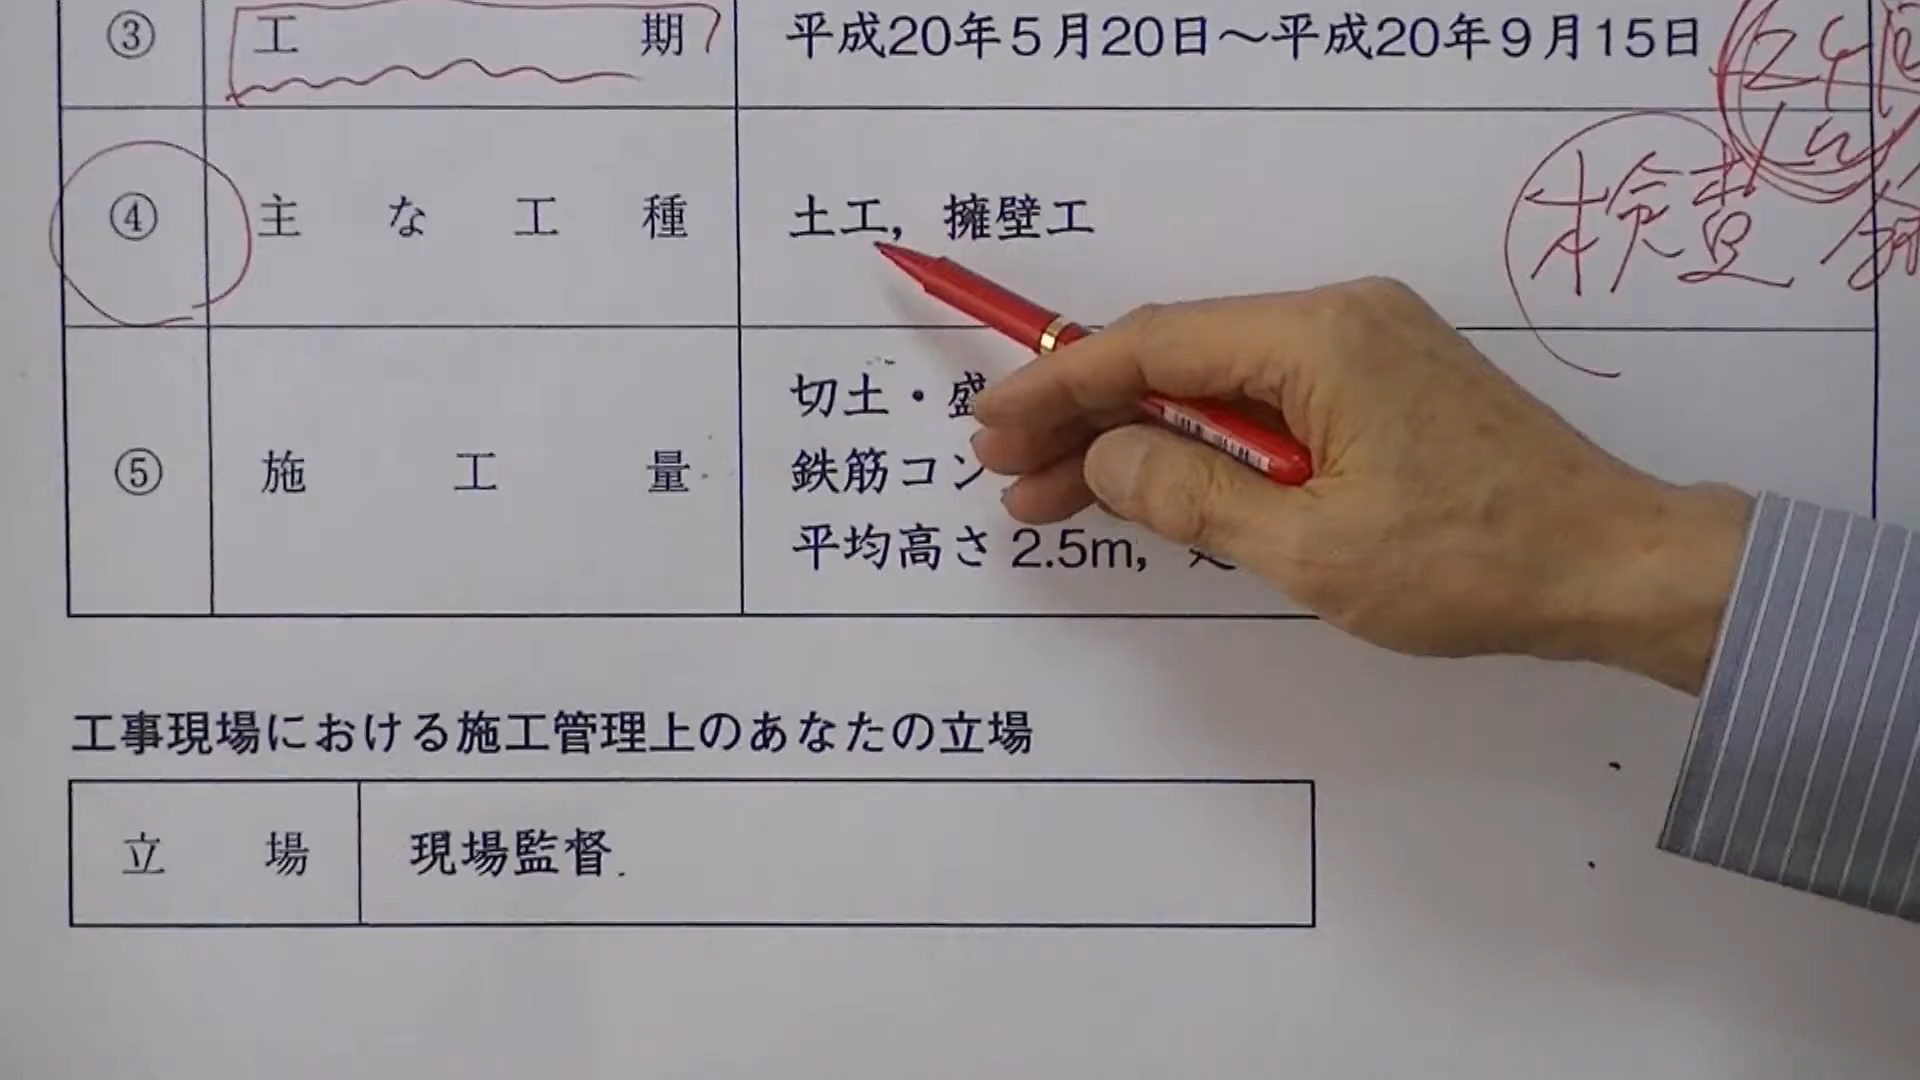 ③ 工期 平成20年5月20日～平成20年9月15日
④ 主な工種 土工，擁壁工
検査
⑤ 施工量 切土・盛
鉄筋コン
平均高さ 2.5m，
工事現場における施工管理上のあなたの立場
立場 現場監督